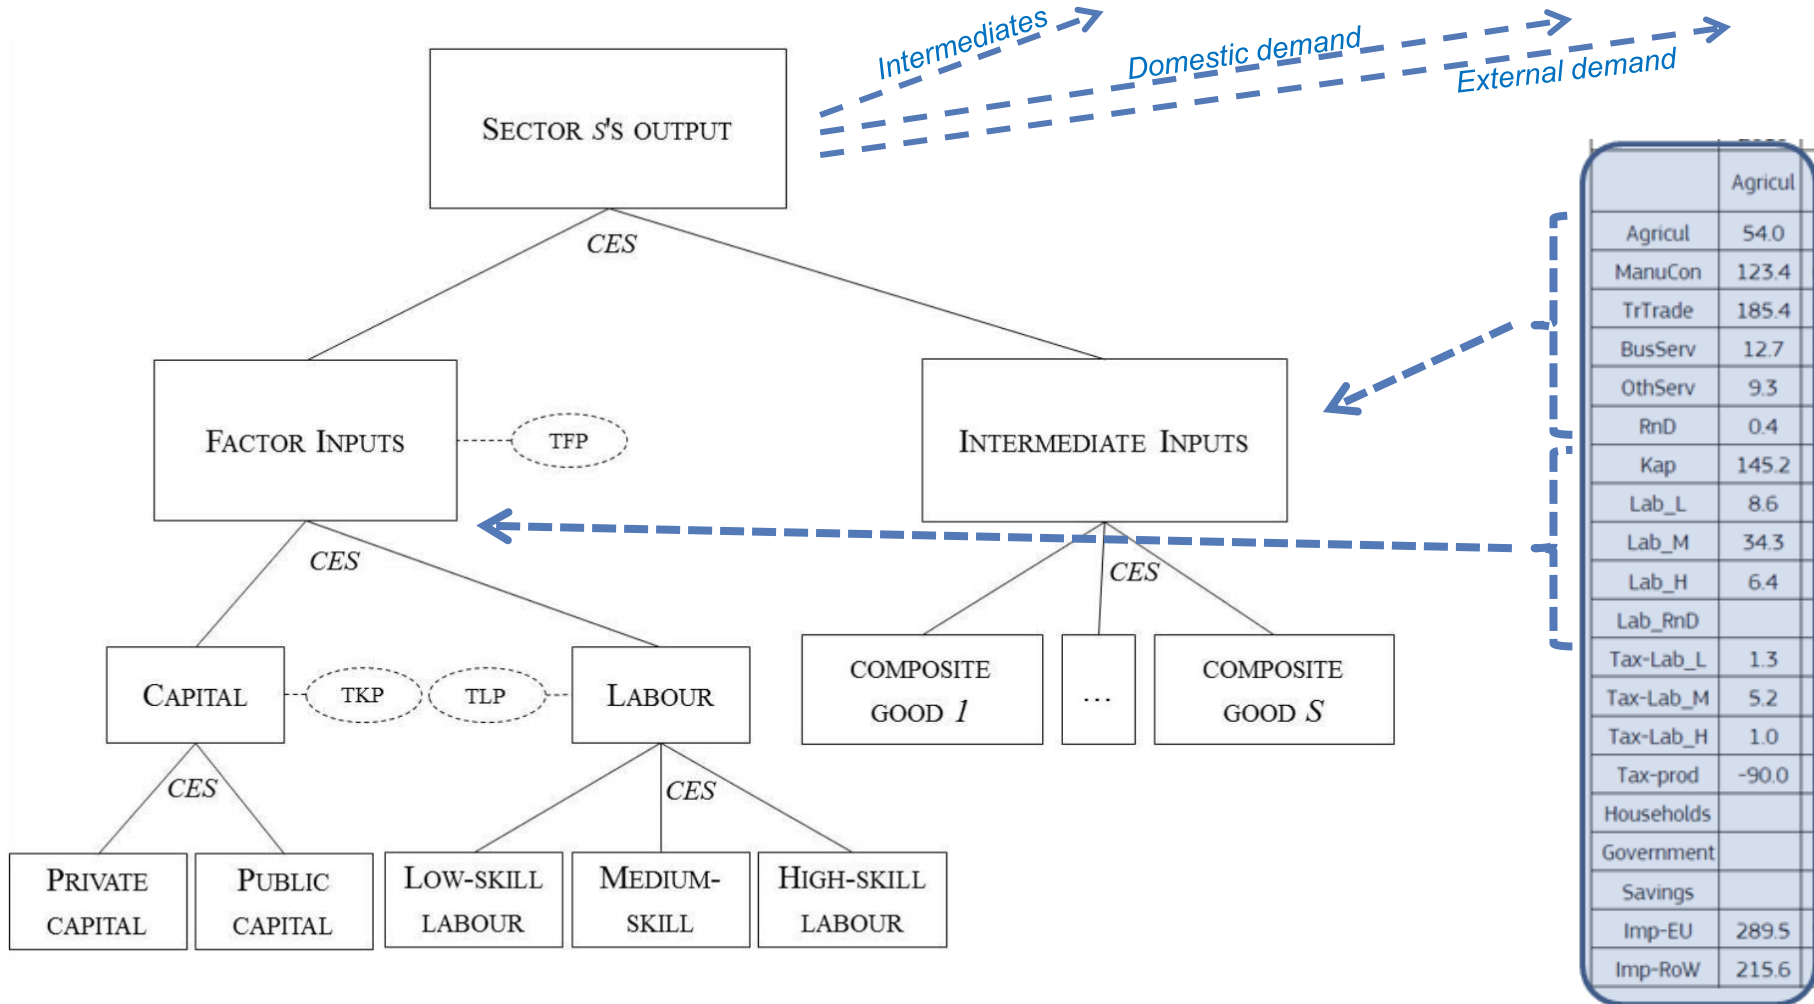 Intermediates
Domestic demand
External demand
SECTOR s'S OUTPUT
CES
FACTOR INPUTS
TFP
INTERMEDIATE INPUTS
CES
CES
CAPITAL
TKP
TLP
LABOUR
COMPOSITE
GOOD 1
...
COMPOSITE
GOOD S
CES
CES
PRIVATE
CAPITAL
PUBLIC
CAPITAL
LOW-SKILL
LABOUR
MEDIUM-
SKILL
HIGH-SKILL
LABOUR
Agricul
Agricul 54.0
ManuCon 123.4
TrTrade 185.4
BusServ 12.7
OthServ 9.3
RnD 0.4
Kap 145.2
Lab_L 8.6
Lab_M 34.3
Lab_H 6.4
Lab_RnD
Tax-Lab_L 1.3
Tax-Lab_M 5.2
Tax-Lab_H 1.0
Tax-prod -90.0
Households
Government
Savings
Imp-EU 289.5
Imp-RoW 215.6